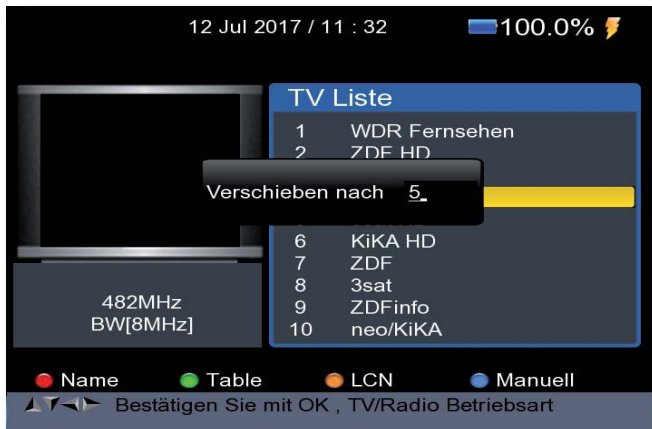 12 Jul 2017 / 11 : 32
100.0%
TV Liste
1 WDR Fernsehen
2 ZDF HD
Verschieben nach 5
6 KiKA HD
7 ZDF
8 3sat
9 ZDFinfo
10 neo/KiKA
482MHz
BW[8MHz]
Name
Table
LCN
Manuell
Bestätigen Sie mit OK , TV/Radio Betriebsart